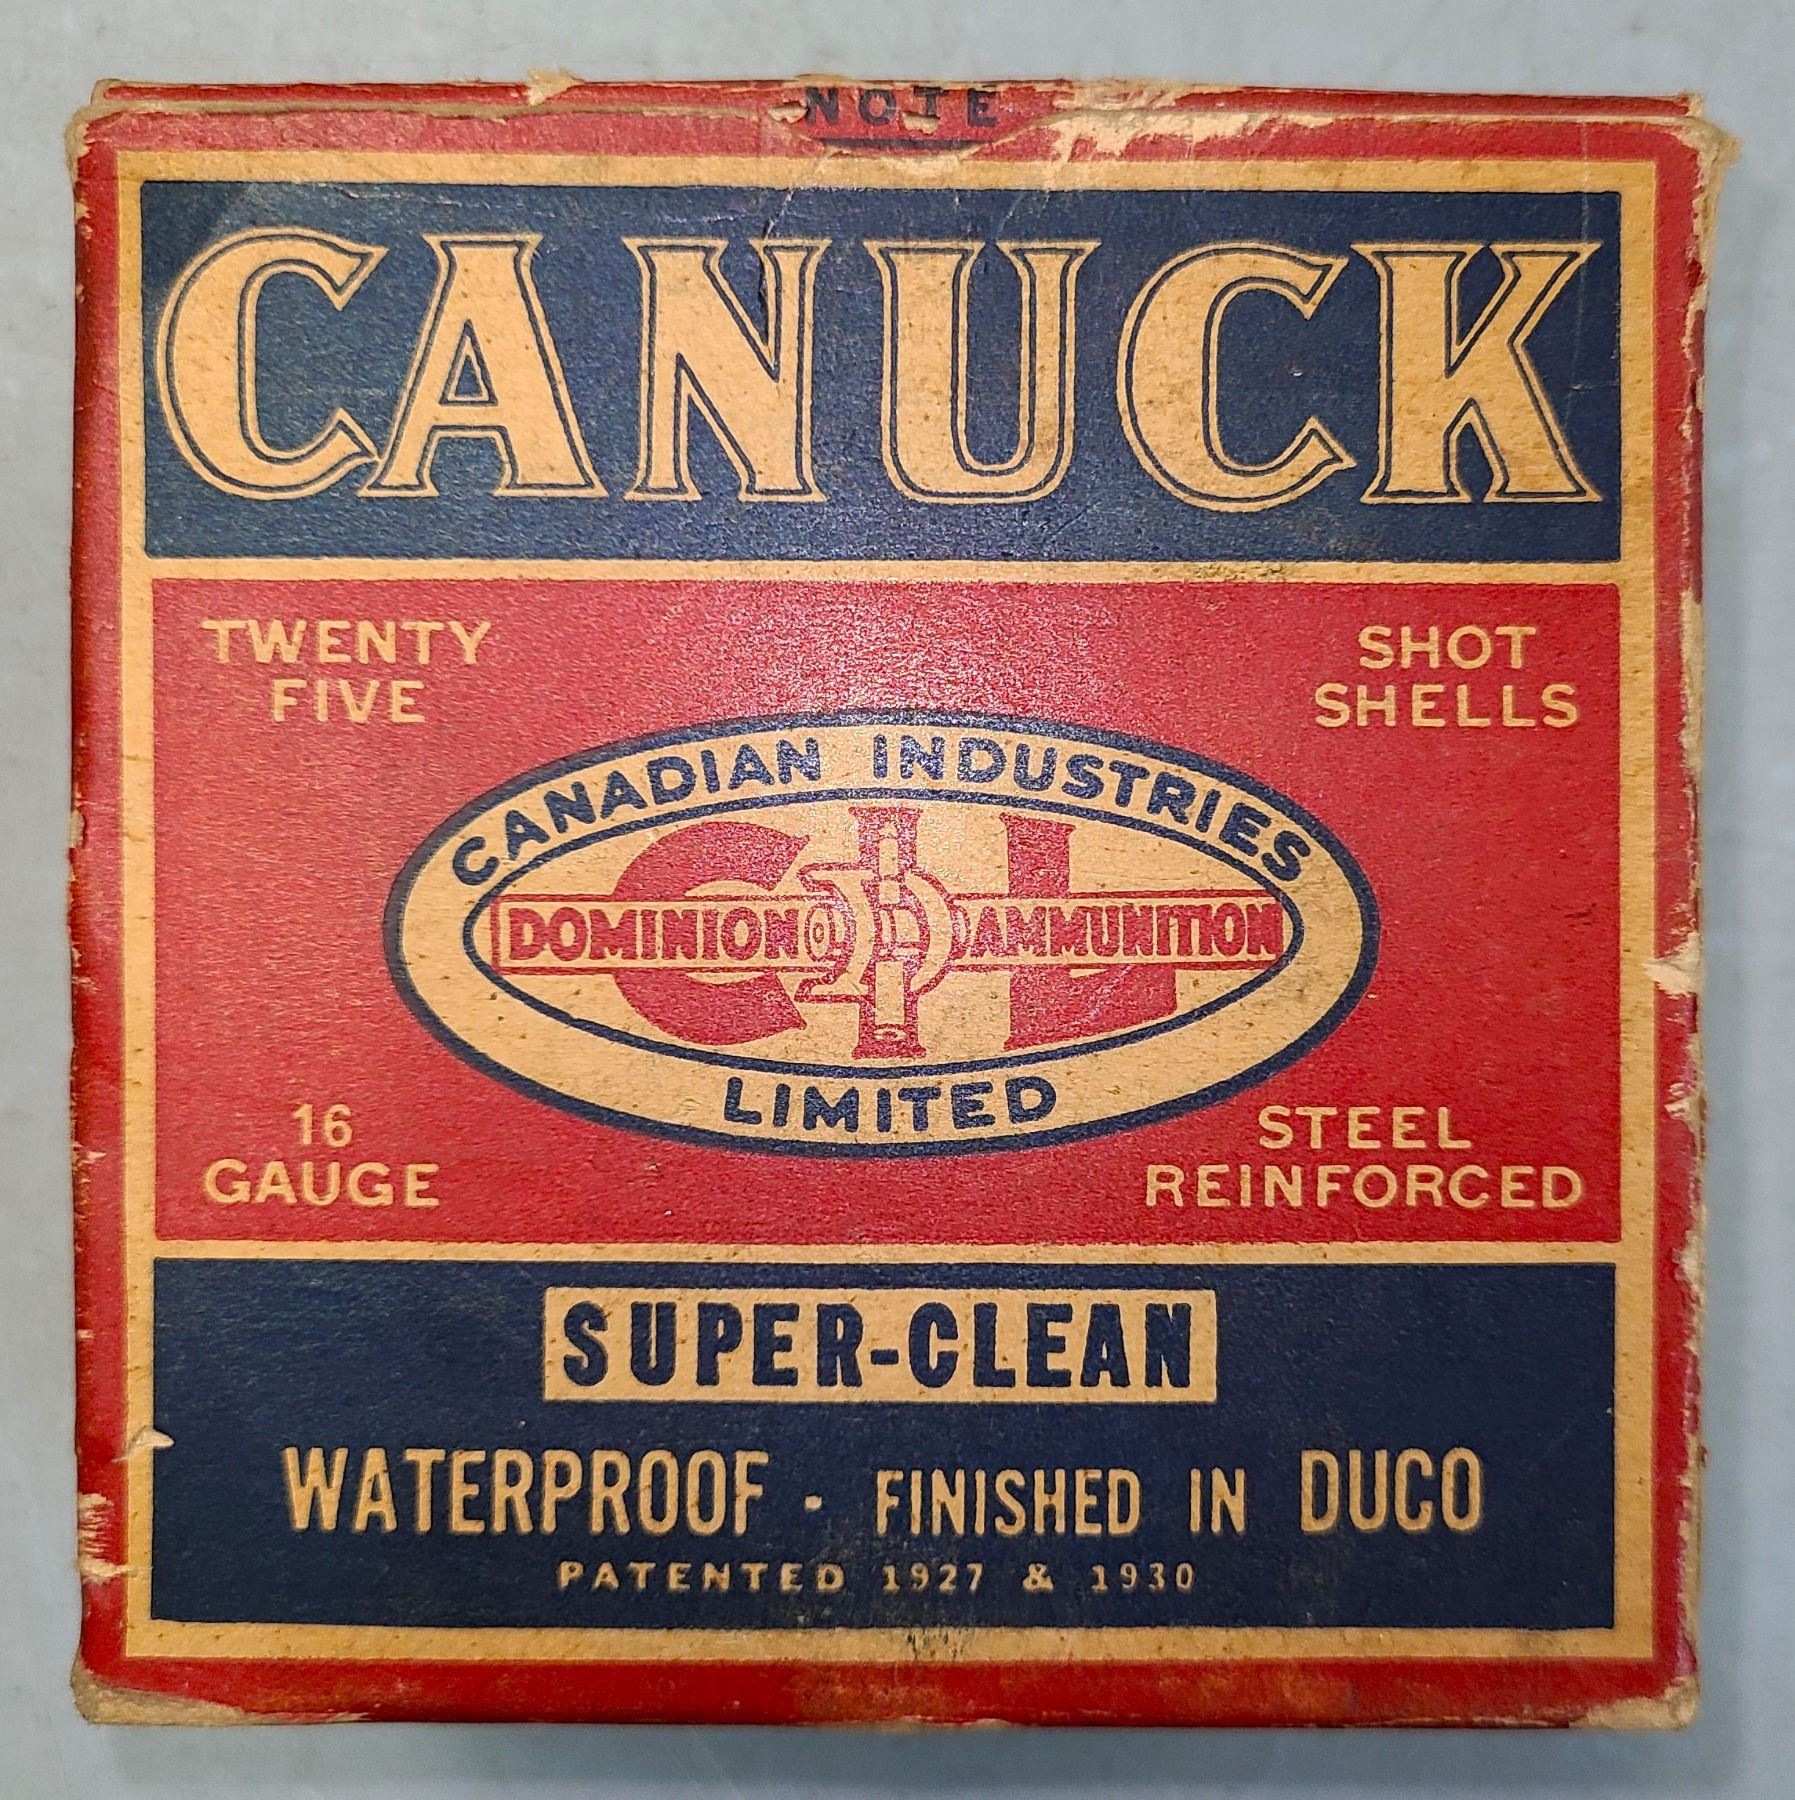 NOTE
CANUCK
TWENTY
FIVE
SHOT
SHELLS
CANADIAN INDUSTRIES
CIL
DOMINION AMMUNITION
LIMITED
16
GAUGE
STEEL
REINFORCED
SUPER-CLEAN
WATERPROOF - FINISHED IN DUCO
PATENTED 1927 & 1930